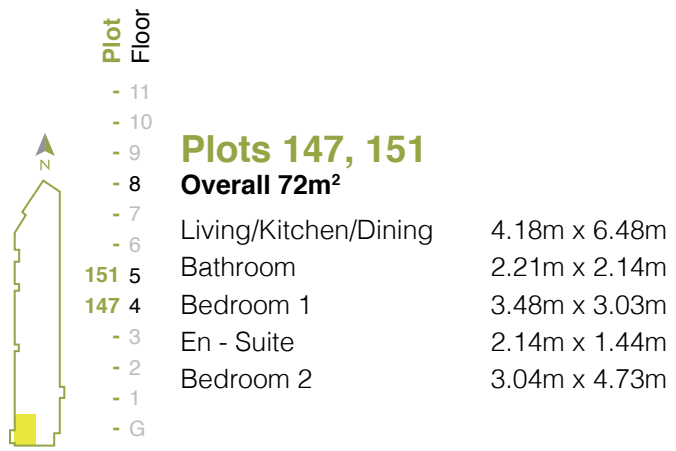 Plot Floor
- 11
- 10
- 9
- 8
- 7
- 6
151 5
147 4
- 3
- 2
- 1
- G
N
Plots 147, 151
Overall 72m²
Living/Kitchen/Dining 4.18m x 6.48m
Bathroom 2.21m x 2.14m
Bedroom 1 3.48m x 3.03m
En - Suite 2.14m x 1.44m
Bedroom 2 3.04m x 4.73m